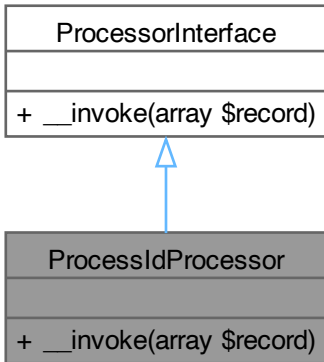 ProcessorInterface
+ __invoke(array $record)
ProcessIdProcessor
+ __invoke(array $record)